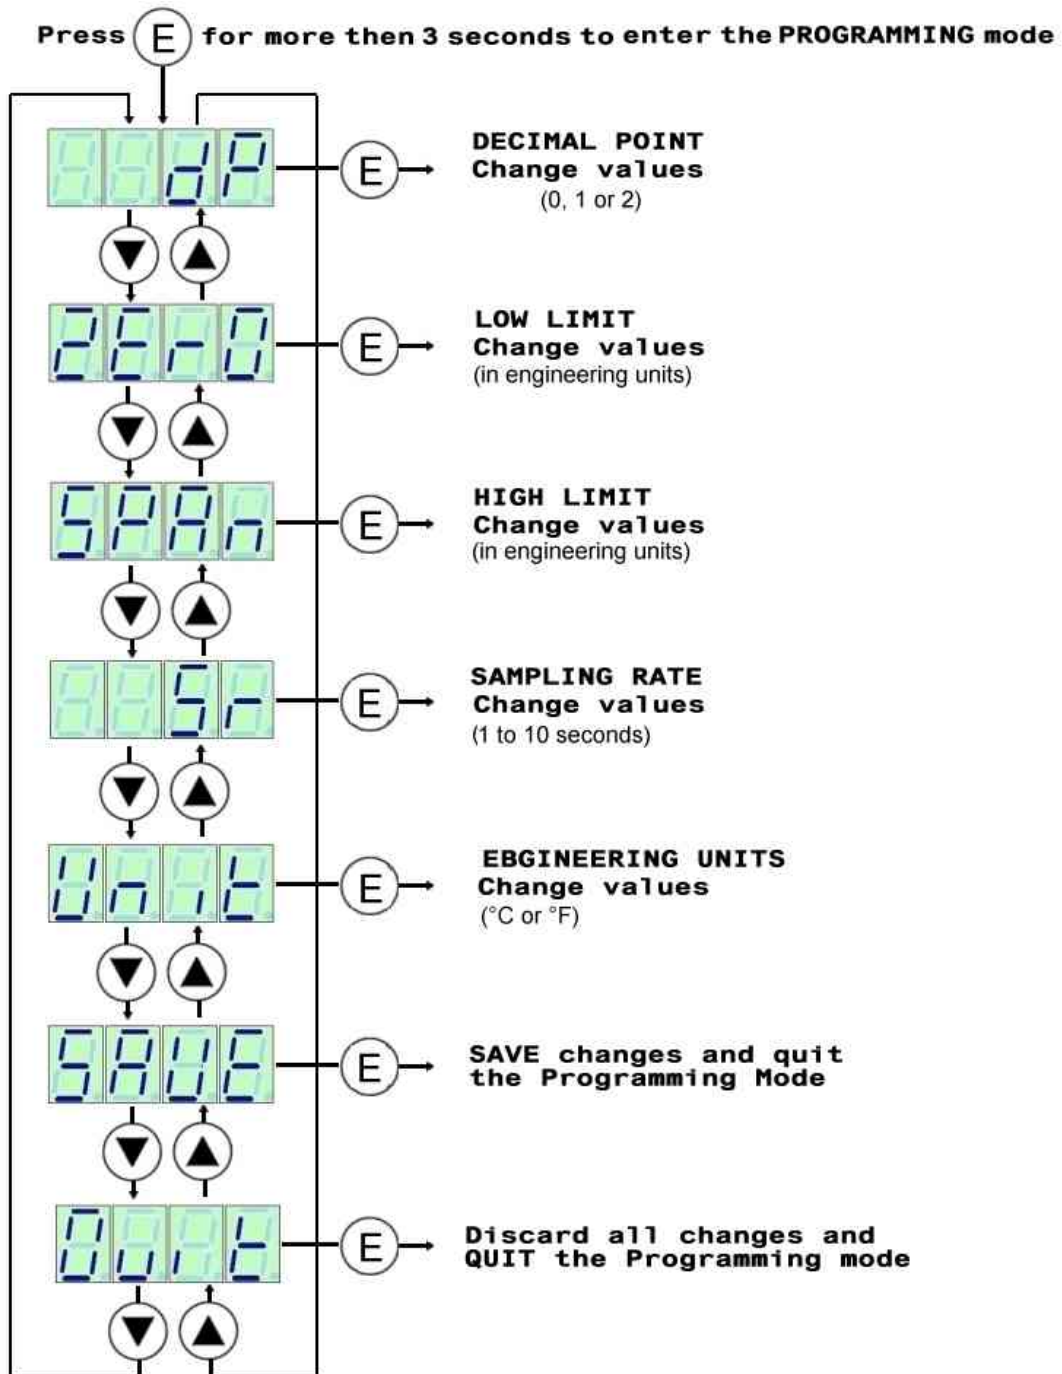 Press E for more then 3 seconds to enter the PROGRAMMING mode
dP
E
DECIMAL POINT
Change values
(0, 1 or 2)
ZErO
E
LOW LIMIT
Change values
(in engineering units)
SPAn
E
HIGH LIMIT
Change values
(in engineering units)
Sr
E
SAMPLING RATE
Change values
(1 to 10 seconds)
Unit
E
EBGINEERING UNITS
Change values
(°C or °F)
SAVE
E
SAVE changes and quit
the Programming Mode
Quit
E
Discard all changes and
QUIT the Programming mode